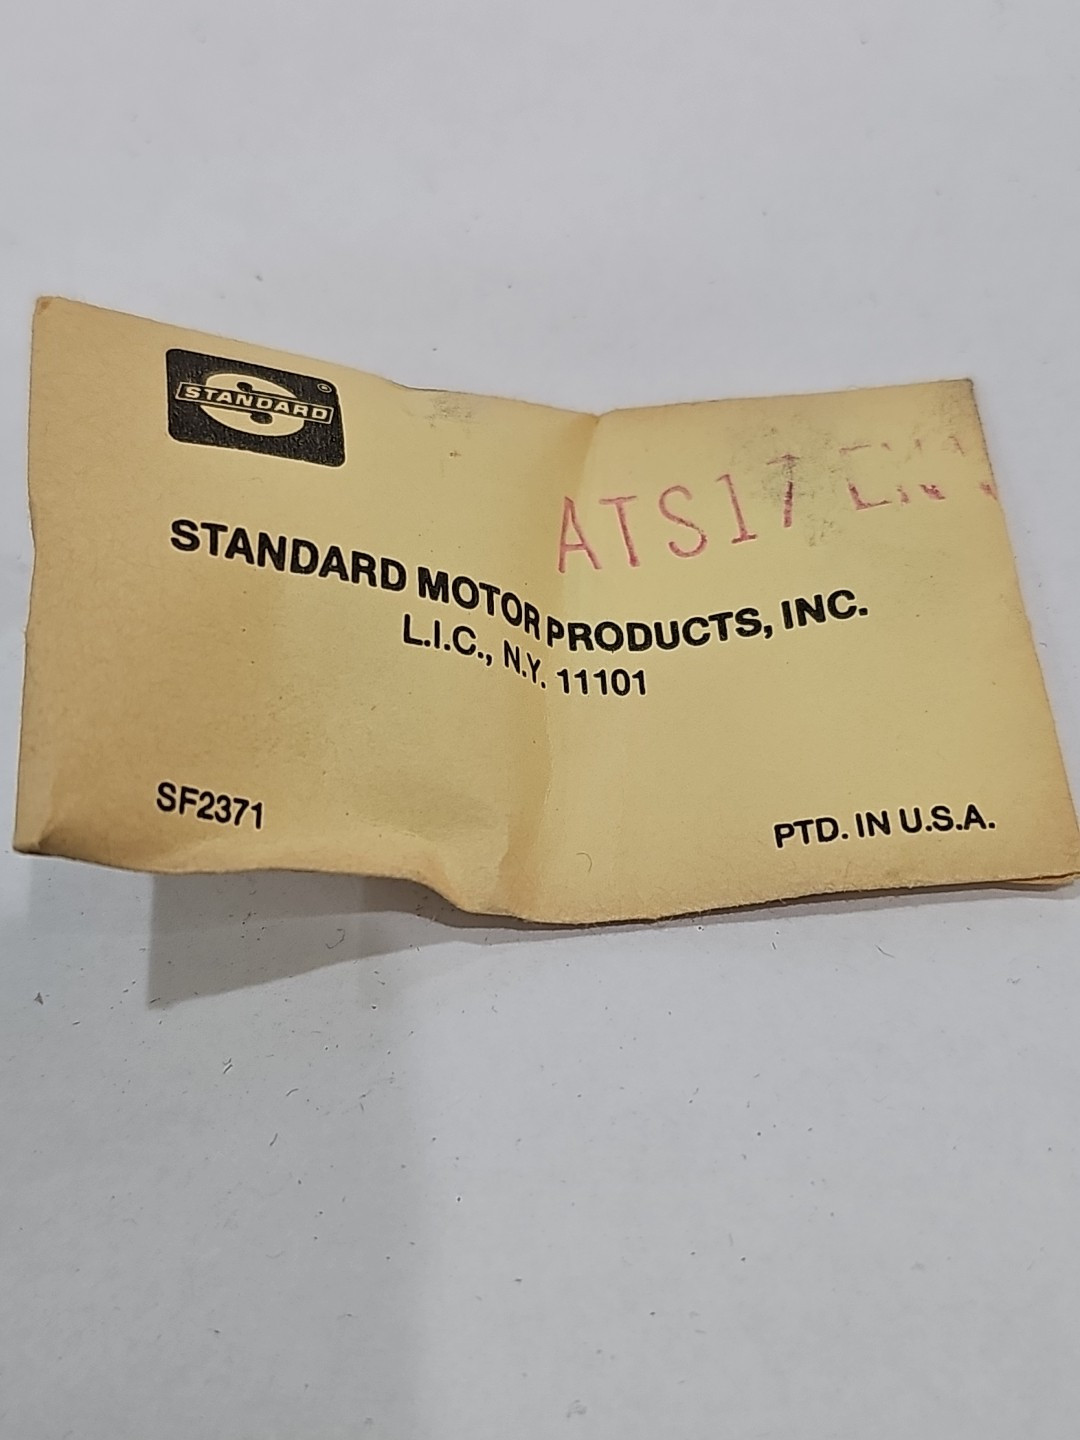 STANDARD ®
ATS17
STANDARD MOTOR PRODUCTS, INC.
L.I.C., N.Y. 11101
SF2371
PTD. IN U.S.A.